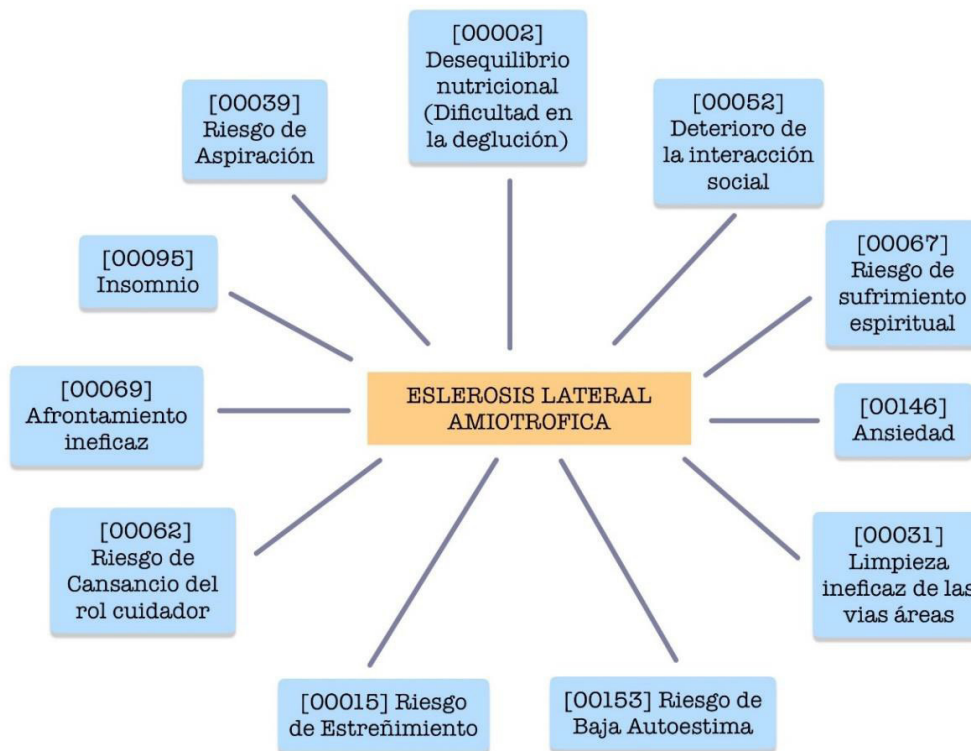 [00002]
Desequilibrio
nutricional
(Dificultad en
la deglución)
[00039]
Riesgo de
Aspiración
[00052]
Deterioro de
la interacción
social
[00095]
Insomnio
[00067]
Riesgo de
sufrimiento
espiritual
[00069]
Afrontamiento
ineficaz
ESLEROSIS LATERAL
AMIOTROFICA
[00146]
Ansiedad
[00062]
Riesgo de
Cansancio del
rol cuidador
[00031]
Limpieza
ineficaz de las
vias áreas
[00015] Riesgo
de Estreñimiento
[00153] Riesgo de
Baja Autoestima